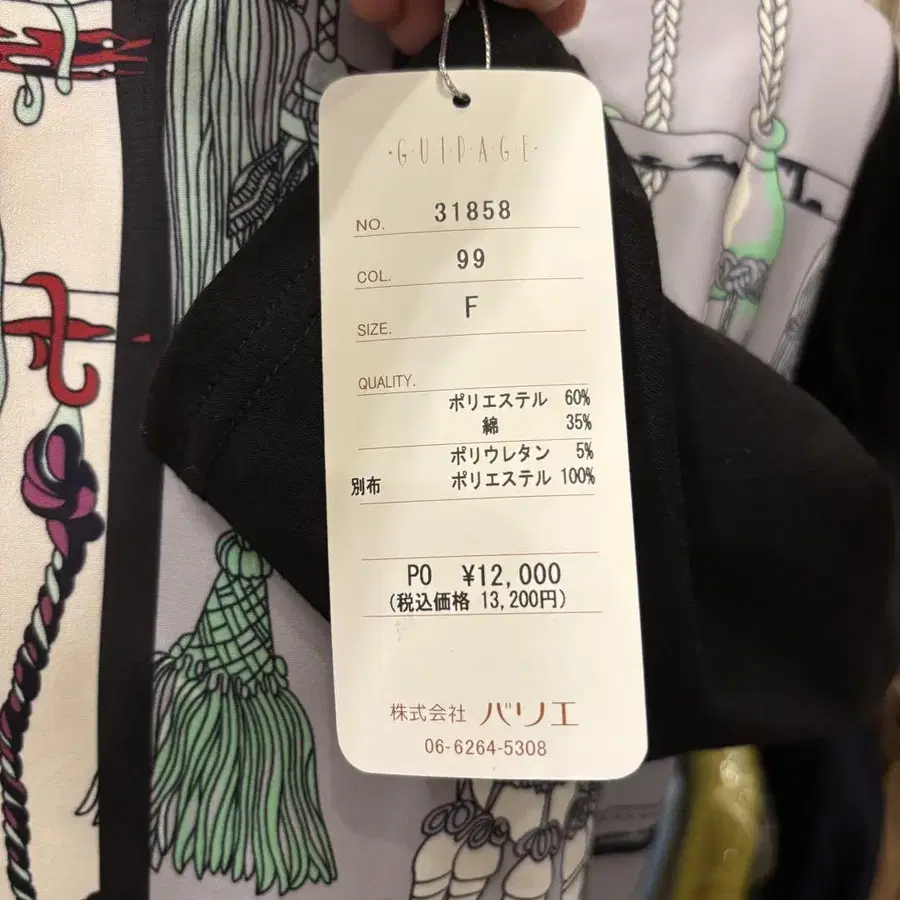 ·GUIPAGE·
NO. 31858
COL. 99
SIZE. F
QUALITY.
ポリエステル 60%
綿 35%
ポリウレタン 5%
別布 ポリエステル 100%
PO ¥12,000
(税込価格 13,200円)
株式会社 バリエ
06-6264-5308